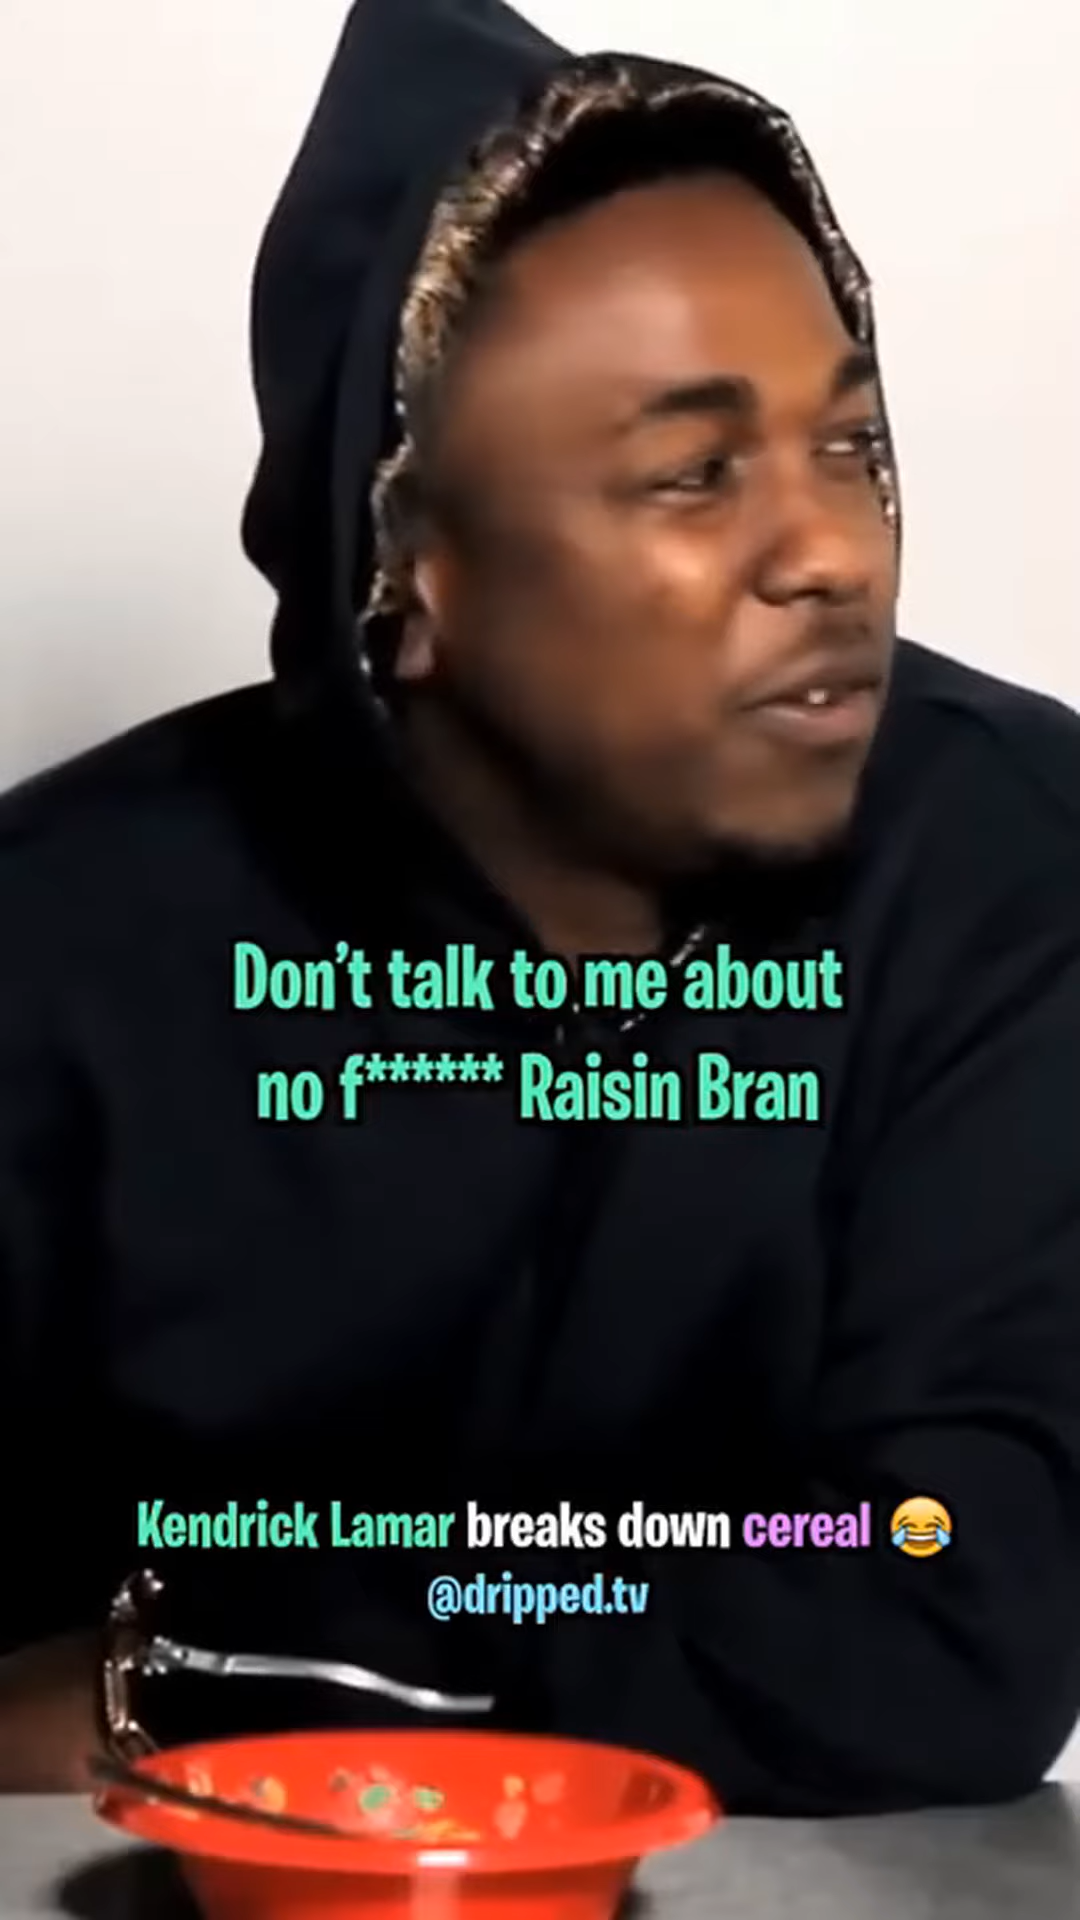 Don't talk to me about
no f****** Raisin Bran
Kendrick Lamar breaks down cereal 😂
@dripped.tv